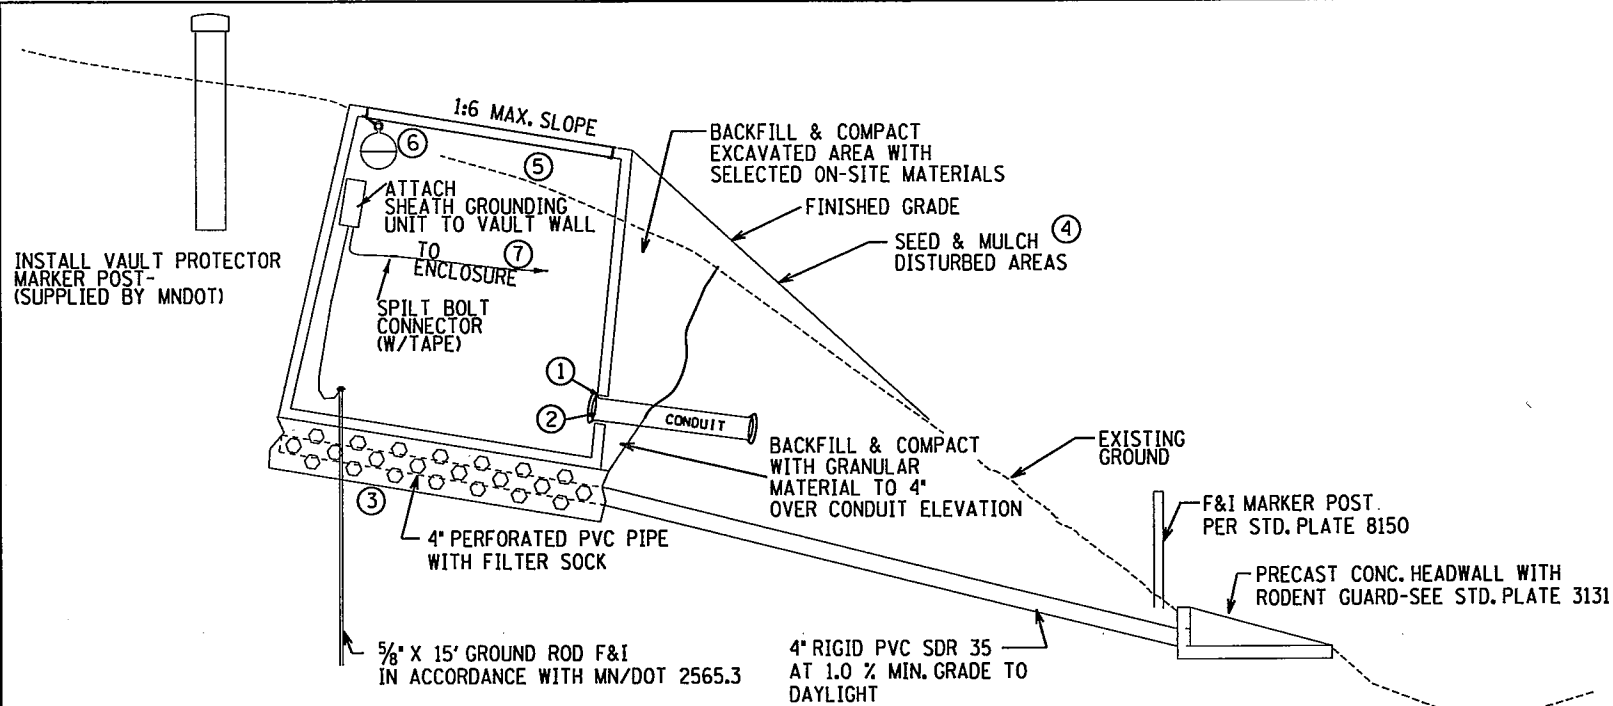 1:6 MAX. SLOPE
⑥
⑤
BACKFILL & COMPACT
EXCAVATED AREA WITH
SELECTED ON-SITE MATERIALS
ATTACH
SHEATH GROUNDING
UNIT TO VAULT WALL
FINISHED GRADE
SEED & MULCH ④
DISTURBED AREAS
INSTALL VAULT PROTECTOR
MARKER POST-
(SUPPLIED BY MNDOT)
TO ⑦
ENCLOSURE
SPILT BOLT
CONNECTOR
(W/TAPE)
①
②
CONDUIT
BACKFILL & COMPACT
WITH GRANULAR
MATERIAL TO 4"
OVER CONDUIT ELEVATION
EXISTING
GROUND
③
4" PERFORATED PVC PIPE
WITH FILTER SOCK
F&I MARKER POST.
PER STD. PLATE 8150
PRECAST CONC. HEADWALL WITH
RODENT GUARD-SEE STD. PLATE 3131
⅝" X 15' GROUND ROD F&I
IN ACCORDANCE WITH MN/DOT 2565.3
4" RIGID PVC SDR 35
AT 1.0 % MIN. GRADE TO
DAYLIGHT